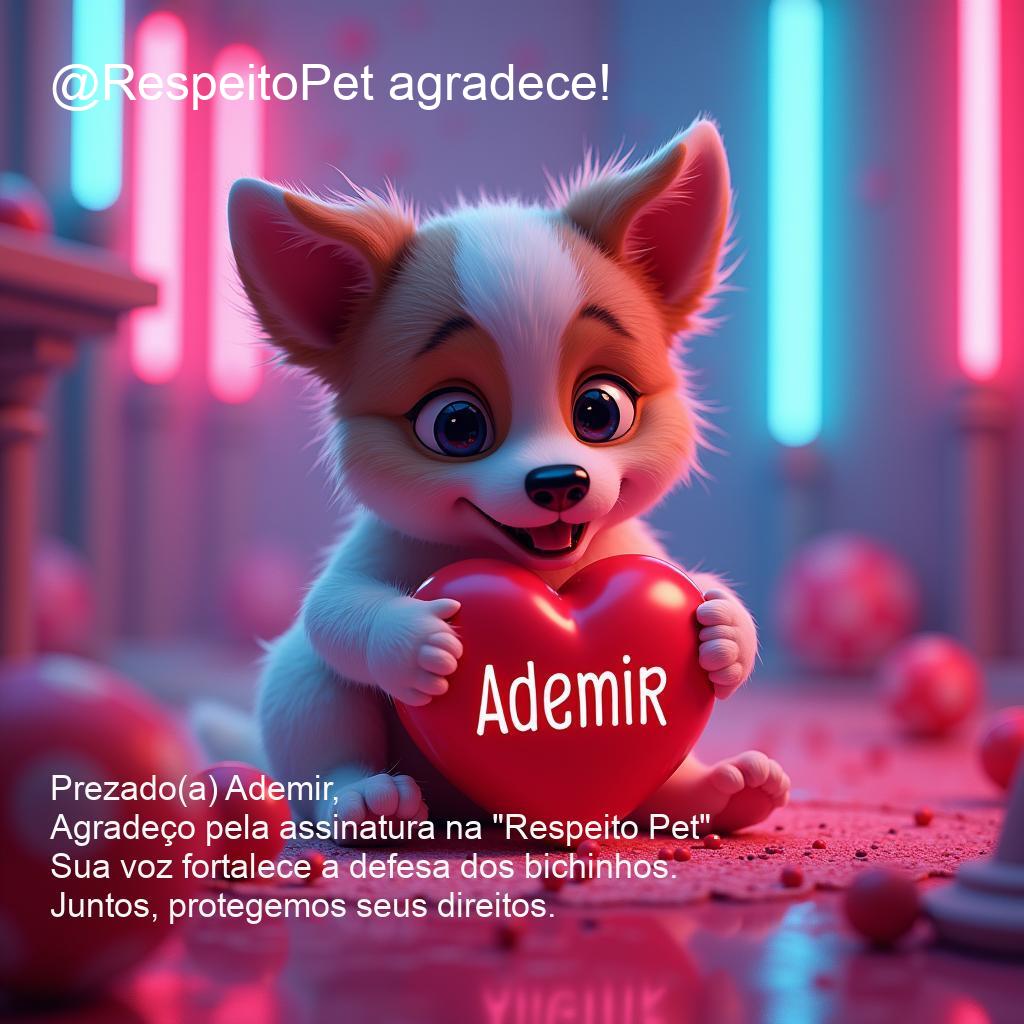 @RespeitoPet agradece!
AdemiR
Prezado(a) Ademir,
Agradeço pela assinatura na "Respeito Pet".
Sua voz fortalece a defesa dos bichinhos.
Juntos, protegemos seus direitos.